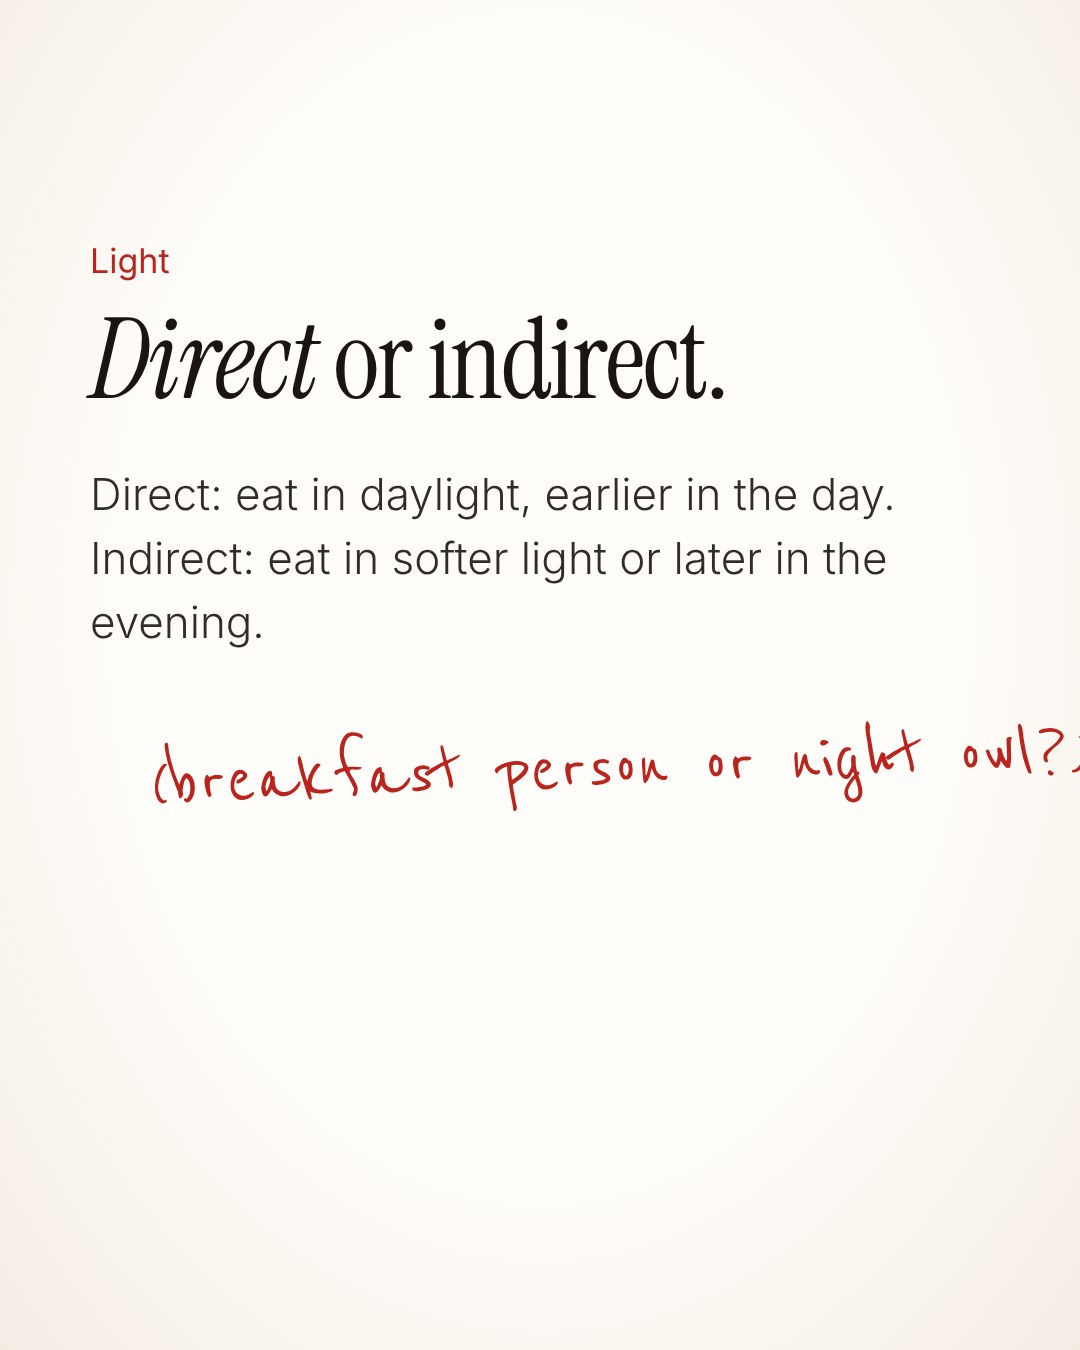 Light
Direct or indirect.
Direct: eat in daylight, earlier in the day.
Indirect: eat in softer light or later in the
evening.
(breakfast person or night owl?)